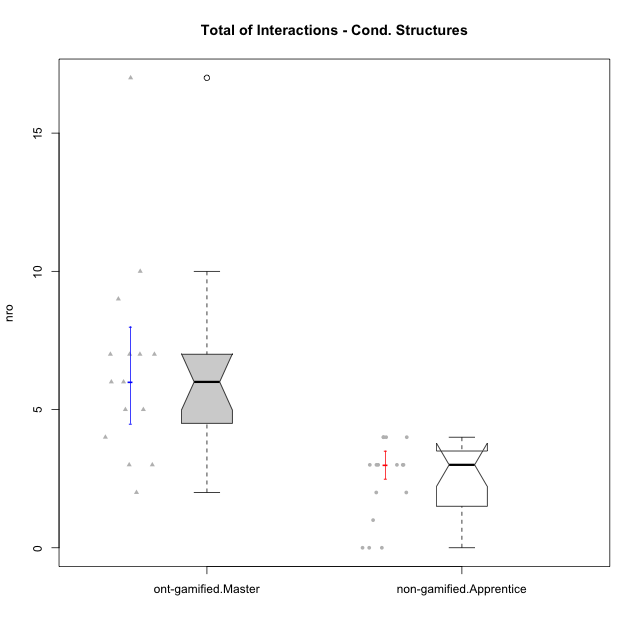 Total of Interactions - Cond. Structures
nro
15
10
5
0
ont-gamified.Master
non-gamified.Apprentice